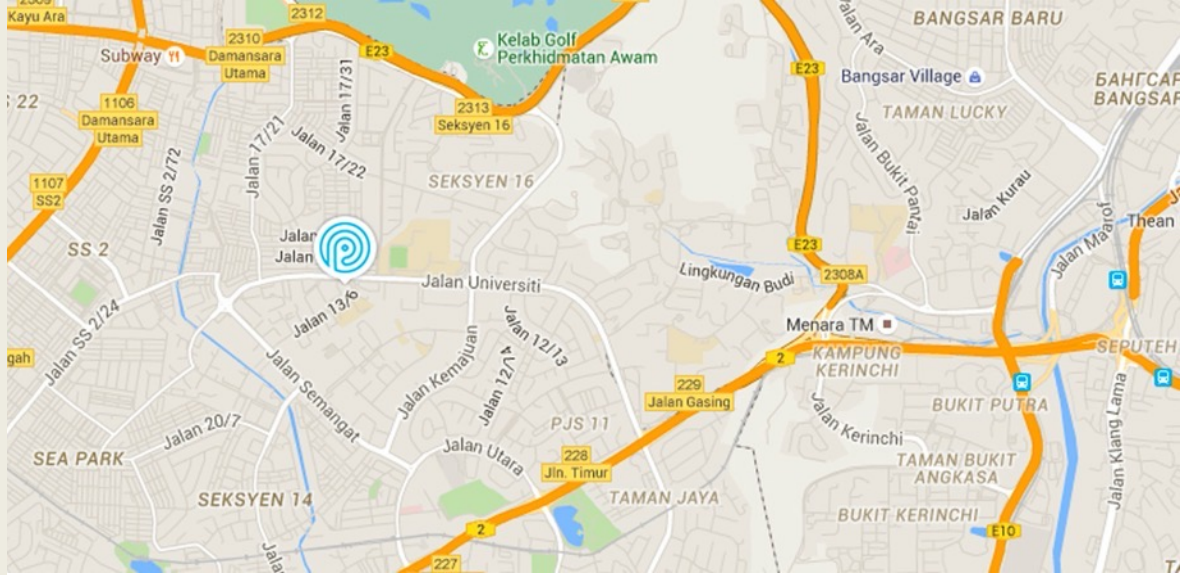 2309
Kayu Ara
2312
2310
Damansara
Utama
Subway
E23
Kelab Golf
Perkhidmatan Awam
2313
Seksyen 16
E23
Jalan Ara
BANGSAR BARU
Bangsar Village
БАНГСАР
BANGSAR
TAMAN LUCKY
S 22
1106
Damansara
Utama
Jalan 17/31
Jalan 17/21
Jalan 17/22
Jalan SS 2/72
1107
SS2
SEKSYEN 16
Jalan Bukit Pantai
Jalan Kurau
Jalan Maarof
Thean
SS 2
Jalan
Jalan
E23
2308A
Lingkungan Budi
Jalan Universiti
Jalan 13/6
Jalan SS 2/24
Jalan 12/13
Menara TM
2
KAMPUNG
KERINCHI
SEPUTEH
gah
Jalan Semangat
Jalan Kemajuan
Jalan 12/14
229
Jalan Gasing
BUKIT PUTRA
Jalan Klang Lama
Jalan 20/7
PJS 11
Jalan Kerinchi
SEA PARK
Jalan Utara
228
Jln. Timur
TAMAN BUKIT
ANGKASA
SEKSYEN 14
TAMAN JAYA
BUKIT KERINCHI
2
E10
227